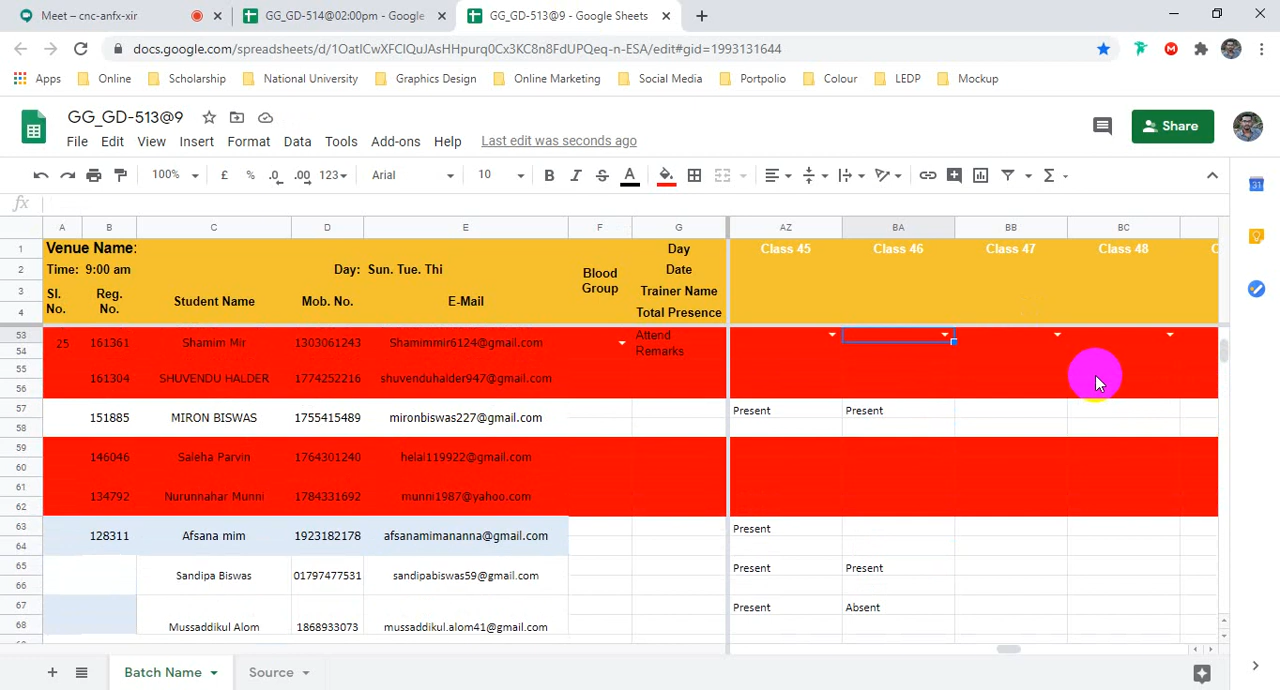 Meet – cnc-anfx-xir
GG_GD-514@02:00pm - Google
GG_GD-513@9 - Google Sheets
docs.google.com/spreadsheets/d/1OatlCwXFClQuJAsHHpurq0Cx3KC8n8FdUPQeq-n-ESA/edit#gid=1993131644
Apps Online Scholarship National University Graphics Design Online Marketing Social Media Portpolio Colour LEDP Mockup
GG_GD-513@9
File Edit View Insert Format Data Tools Add-ons Help Last edit was seconds ago
Share
100% £ % .0 .00 123 Arial 10 B I S A
fx
A B C D E F G AZ BA BB BC
1 Venue Name: Day Class 45 Class 46 Class 47 Class 48 C
2 Time: 9:00 am Day: Sun. Tue. Thi Blood Group Date
3 Sl. No. Reg. No. Student Name Mob. No. E-Mail Trainer Name
4 Total Presence
53 25 161361 Shamim Mir 1303061243 Shamimmir6124@gmail.com Attend
54 Remarks
55 161304 SHUVENDU HALDER 1774252216 shuvenduhalder947@gmail.com
56
57 151885 MIRON BISWAS 1755415489 mironbiswas227@gmail.com Present Present
58
59 146046 Saleha Parvin 1764301240 helal119922@gmail.com
60
61 134792 Nurunnahar Munni 1784331692 munni1987@yahoo.com
62
63 128311 Afsana mim 1923182178 afsanamimananna@gmail.com Present
64
65 Sandipa Biswas 01797477531 sandipabiswas59@gmail.com Present Present
66
67 Present Absent
68 Mussaddikul Alom 1868933073 mussaddikul.alom41@gmail.com
Batch Name Source
31